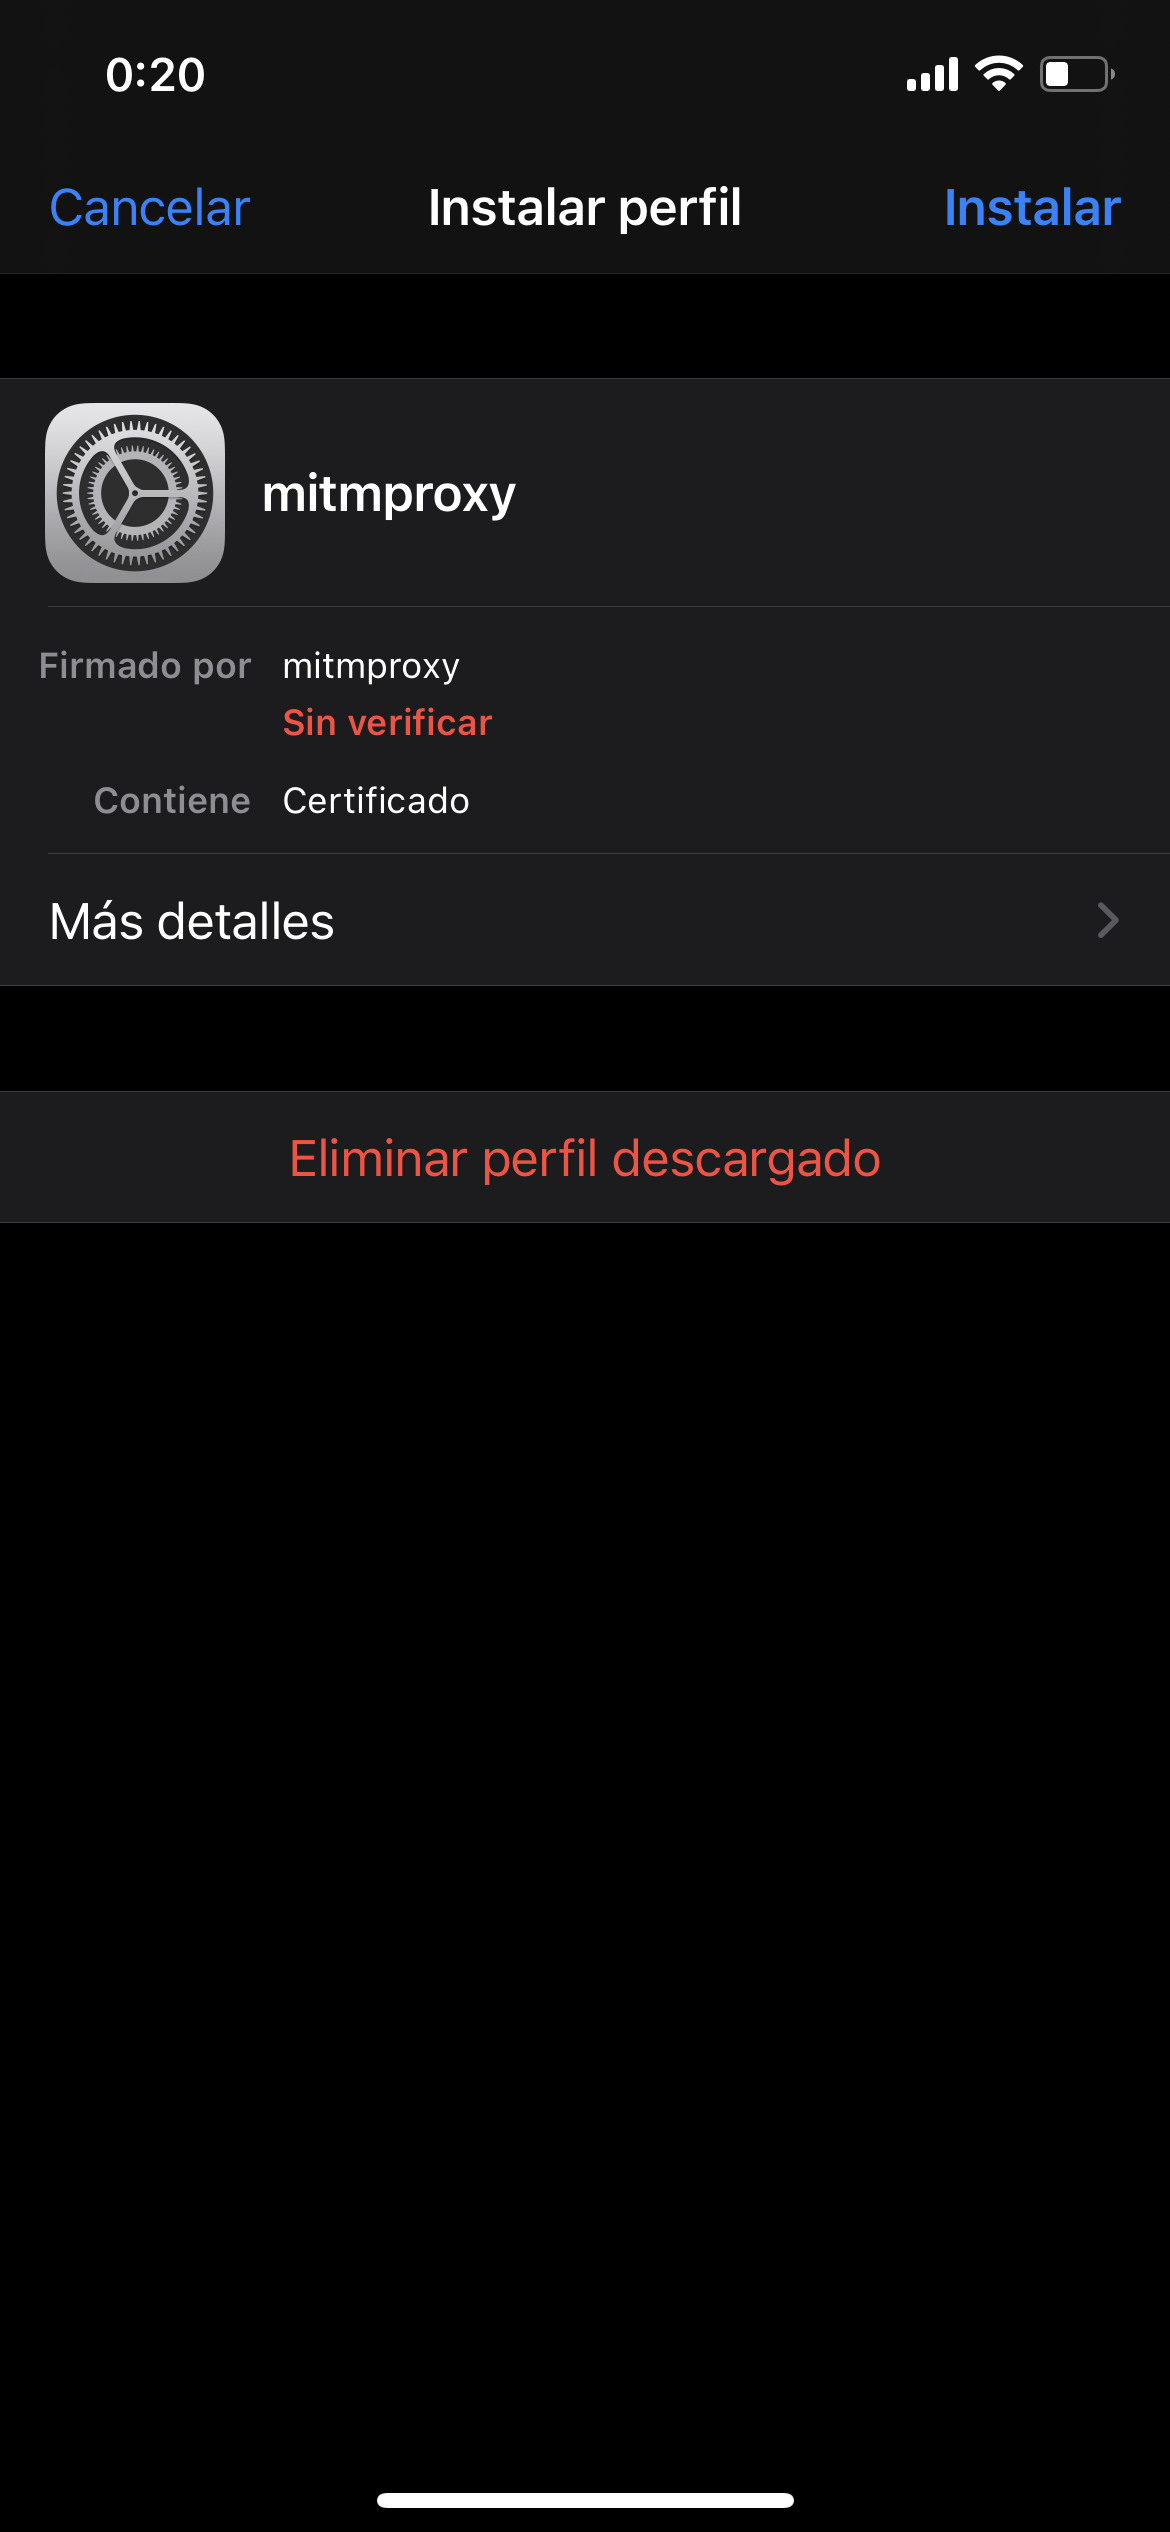 0:20
Cancelar
Instalar perfil
Instalar
mitmproxy
Firmado por mitmproxy
Sin verificar
Contiene Certificado
Más detalles
Eliminar perfil descargado